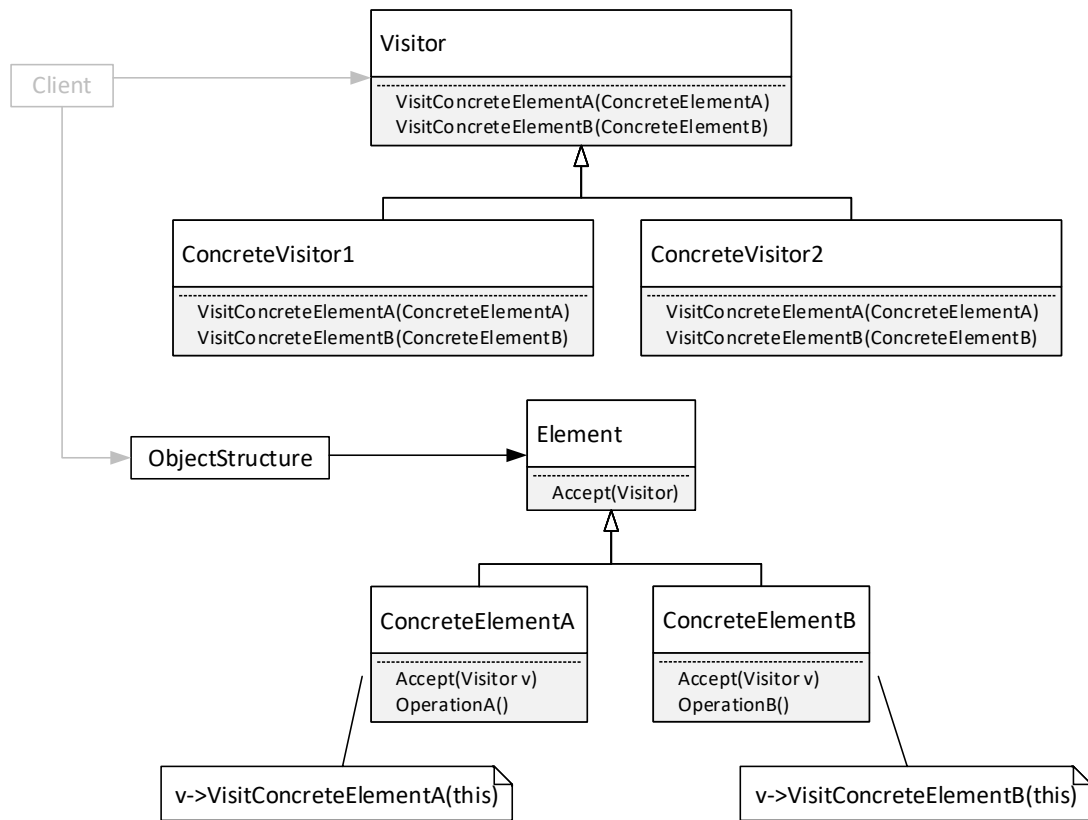 Visitor
Client
VisitConcreteElementA(ConcreteElementA)
VisitConcreteElementB(ConcreteElementB)
ConcreteVisitor1
VisitConcreteElementA(ConcreteElementA)
VisitConcreteElementB(ConcreteElementB)
ConcreteVisitor2
VisitConcreteElementA(ConcreteElementA)
VisitConcreteElementB(ConcreteElementB)
Element
ObjectStructure
Accept(Visitor)
ConcreteElementA
Accept(Visitor v)
OperationA()
ConcreteElementB
Accept(Visitor v)
OperationB()
v->VisitConcreteElementA(this)
v->VisitConcreteElementB(this)